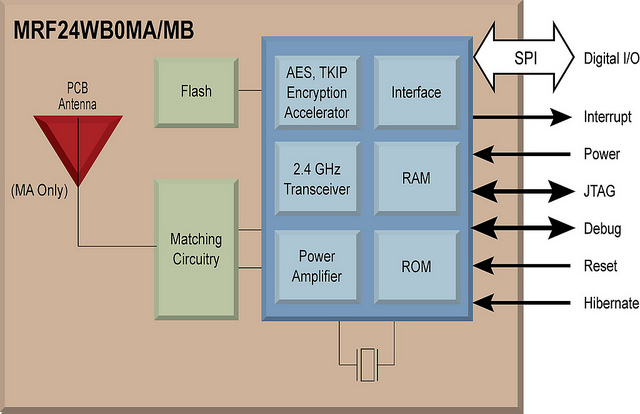 MRF24WB0MA/MB
PCB
Antenna
(MA Only)
Flash
Matching
Circuitry
AES, TKIP
Encryption
Accelerator
Interface
2.4 GHz
Transceiver
RAM
Power
Amplifier
ROM
SPI
Digital I/O
Interrupt
Power
JTAG
Debug
Reset
Hibernate